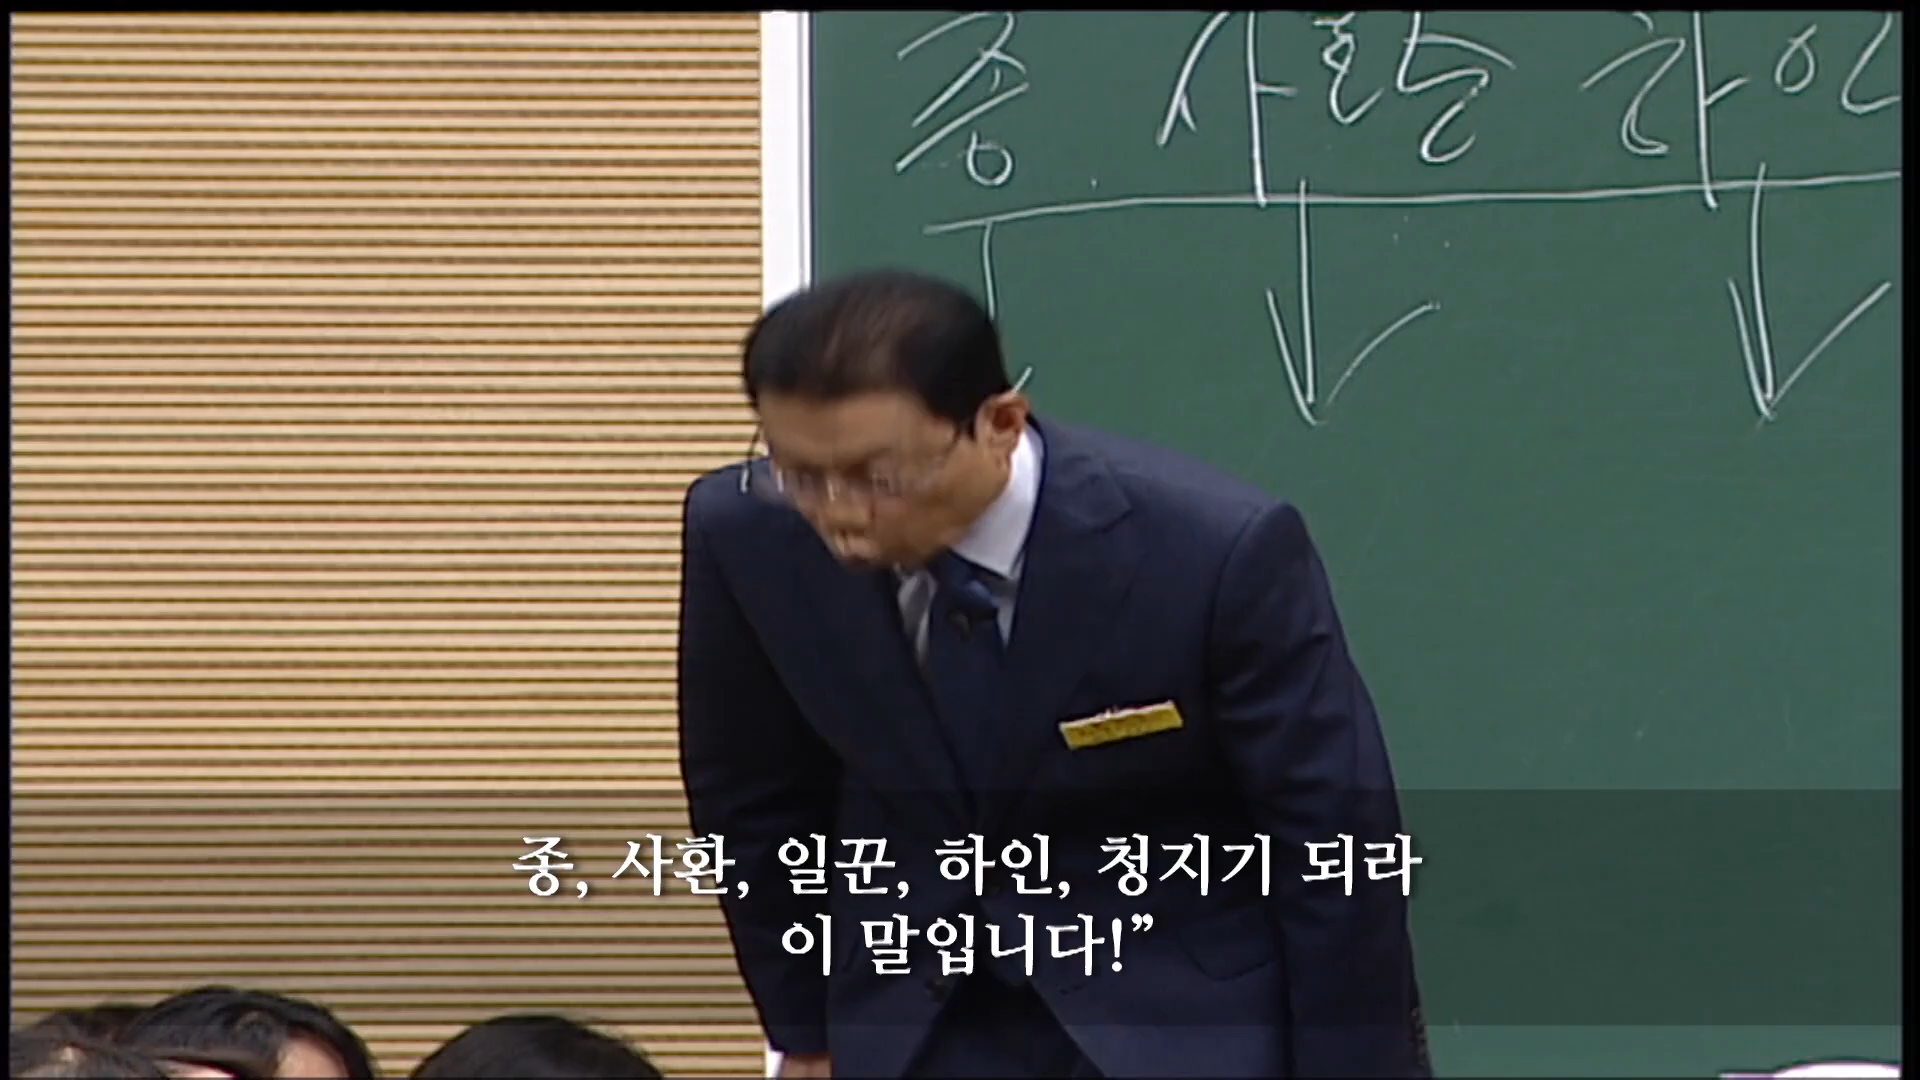 종 사환 하인
종, 사환, 일꾼, 하인, 청지기 되라
이 말입니다!”